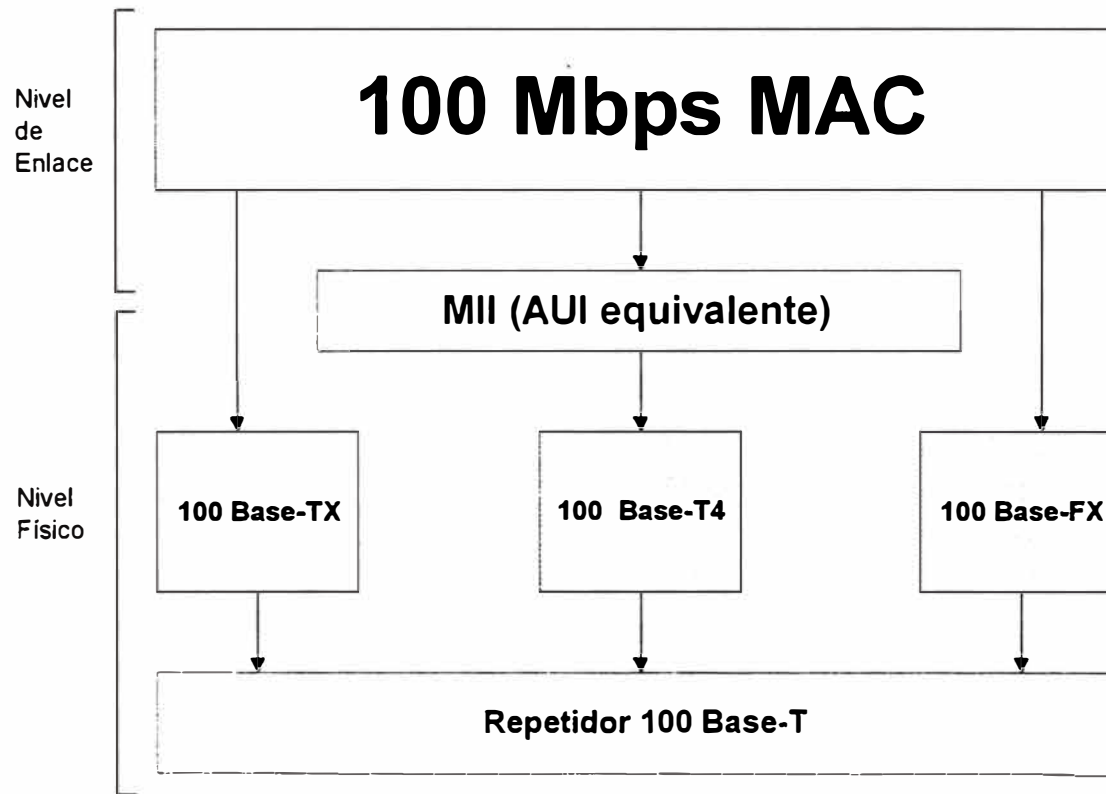 Nivel
de
Enlace
100 Mbps MAC
MII (AUI equivalente)
Nivel
Físico
100 Base-TX
100 Base-T4
100 Base-FX
Repetidor 100 Base-T